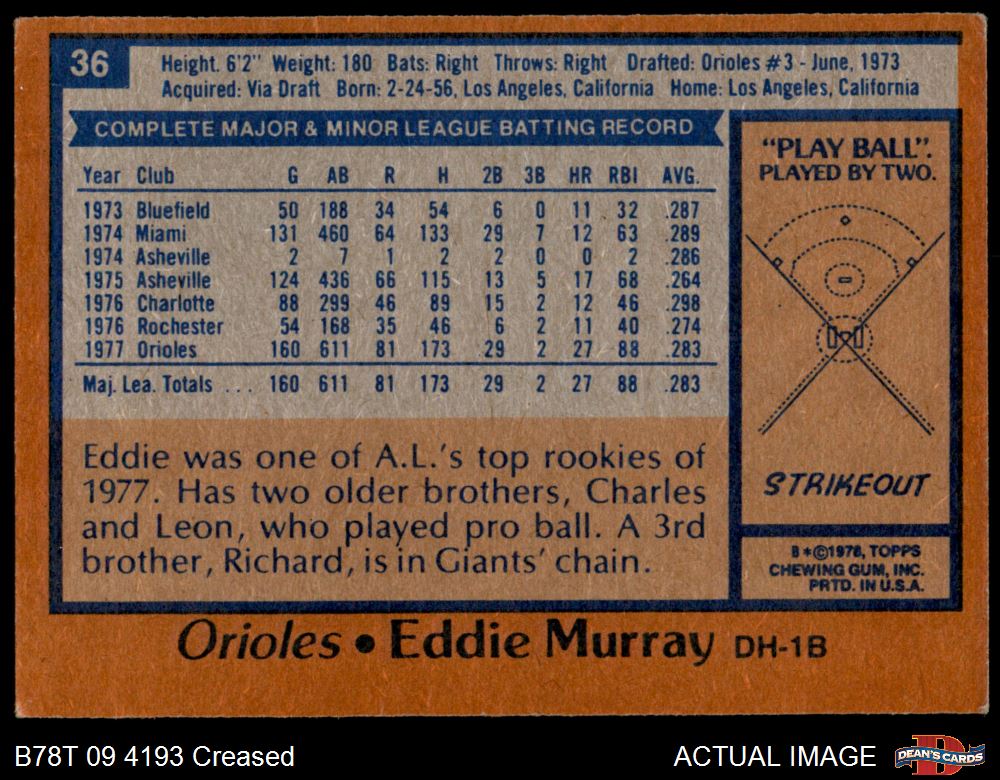 36
Height. 6'2" Weight: 180 Bats: Right Throws: Right Drafted: Orioles #3 - June, 1973
Acquired: Via Draft Born: 2-24-56, Los Angeles, California Home: Los Angeles, California
COMPLETE MAJOR & MINOR LEAGUE BATTING RECORD
Year Club G AB R H 2B 3B HR RBI AVG.
1973 Bluefield 50 188 34 54 6 0 11 32 .287
1974 Miami 131 460 64 133 29 7 12 63 .289
1974 Asheville 2 7 1 2 2 0 0 2 .286
1975 Asheville 124 436 66 115 13 5 17 68 .264
1976 Charlotte 88 299 46 89 15 2 12 46 .298
1976 Rochester 54 168 35 46 6 2 11 40 .274
1977 Orioles 160 611 81 173 29 2 27 88 .283
Maj. Lea. Totals . . . 160 611 81 173 29 2 27 88 .283
Eddie was one of A.L.'s top rookies of
1977. Has two older brothers, Charles
and Leon, who played pro ball. A 3rd
brother, Richard, is in Giants' chain.
"PLAY BALL".
PLAYED BY TWO.
STRIKEOUT
B*©1978, TOPPS
CHEWING GUM, INC.
PRTD. IN U.S.A.
Orioles • Eddie Murray DH-1B
B78T 09 4193 Creased
ACTUAL IMAGE
DEAN'S CARDS